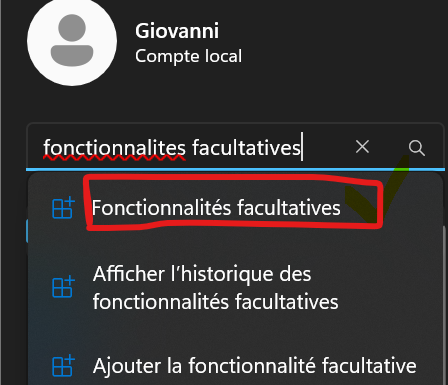 Giovanni
Compte local
fonctionnalites facultatives
Fonctionnalités facultatives
Afficher l'historique des
fonctionnalités facultatives
Ajouter la fonctionnalité facultative